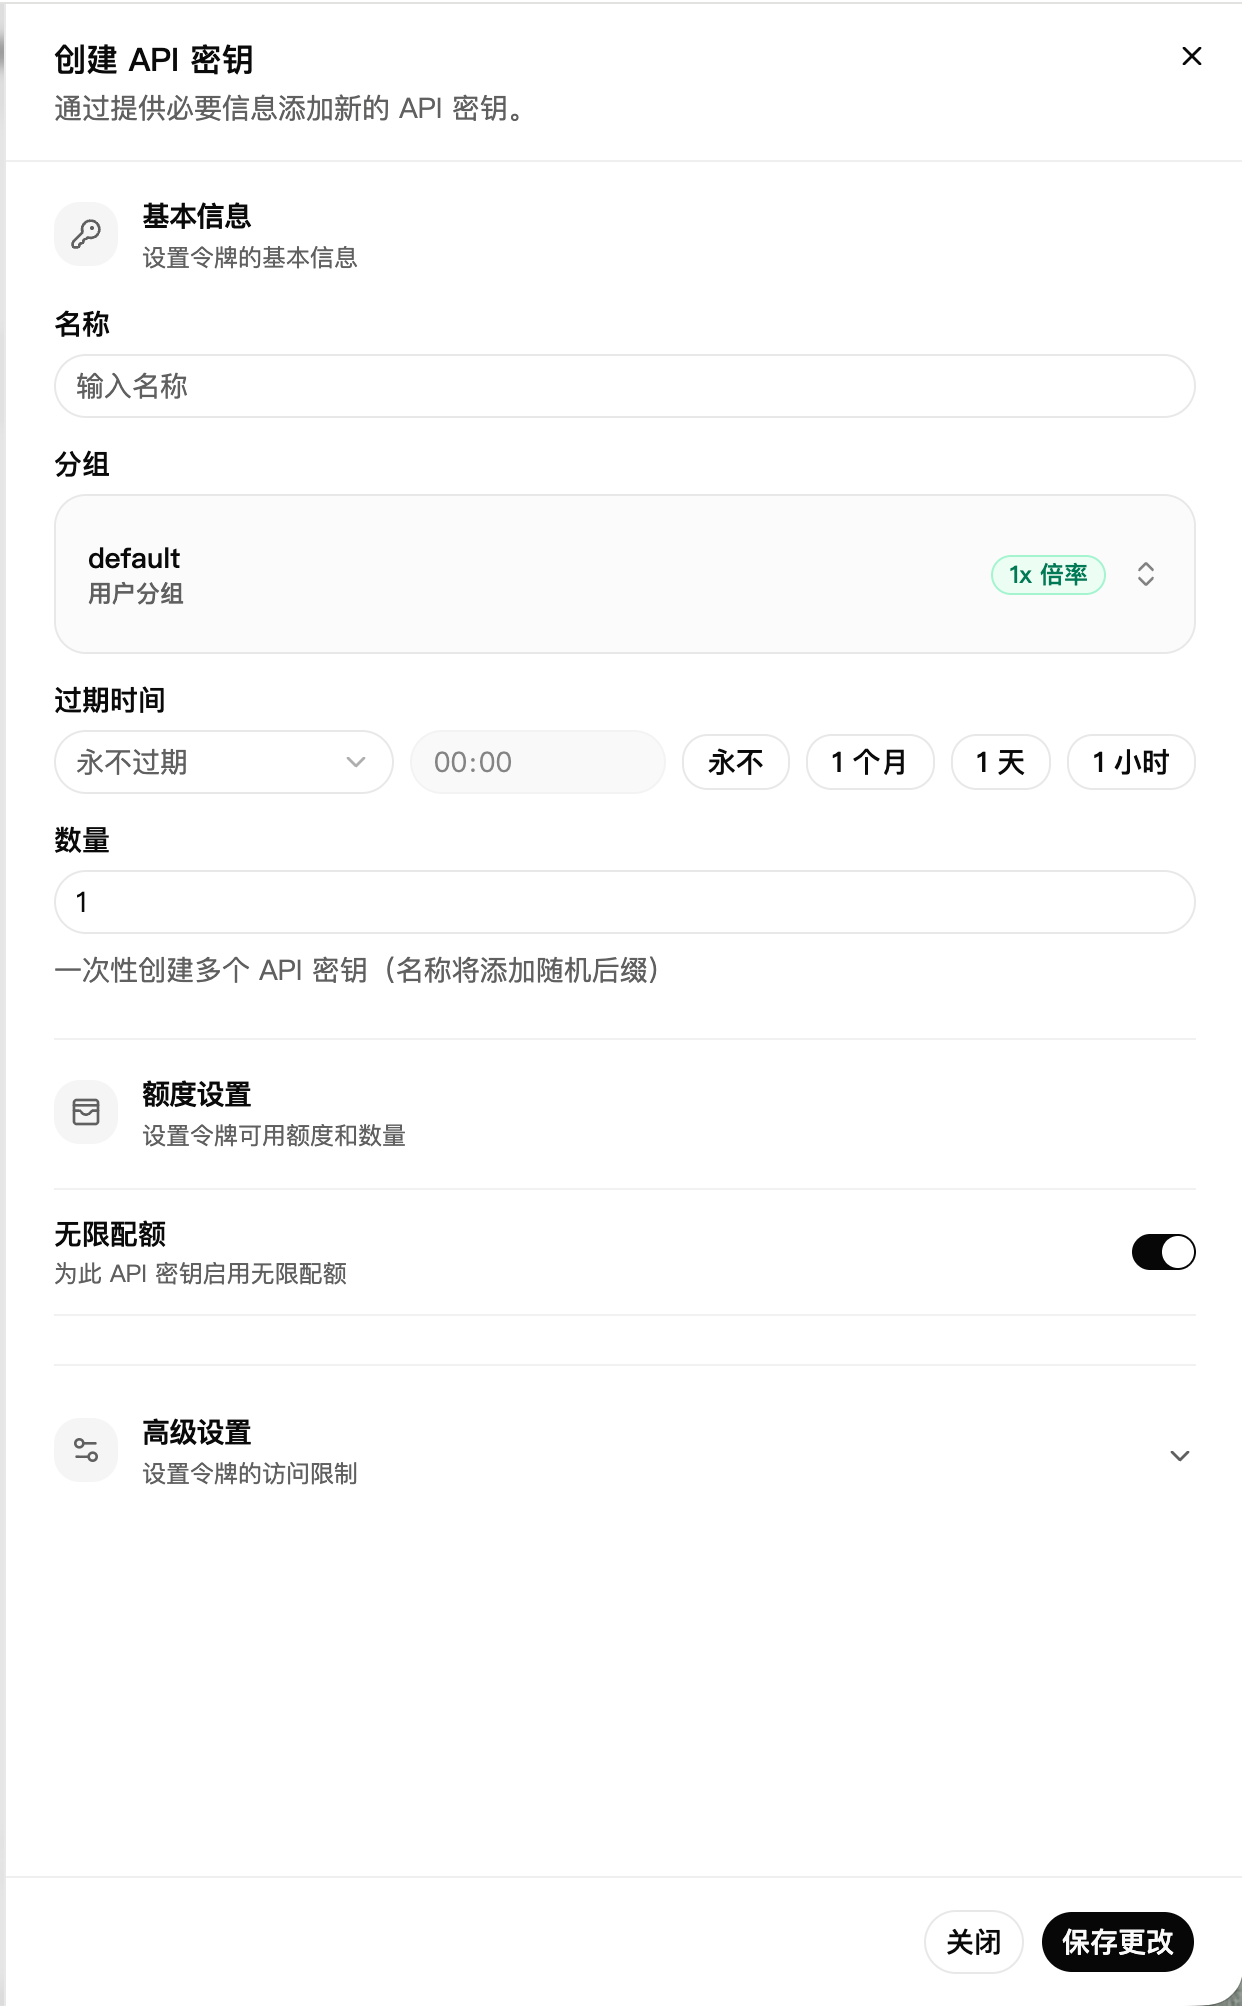 创建 API 密钥
通过提供必要信息添加新的 API 密钥。
基本信息
设置令牌的基本信息
名称
输入名称
分组
default
用户分组
1x 倍率
过期时间
永不过期 00:00 永不 1 个月 1 天 1 小时
数量
1
一次性创建多个 API 密钥（名称将添加随机后缀）
额度设置
设置令牌可用额度和数量
无限配额
为此 API 密钥启用无限配额
高级设置
设置令牌的访问限制
关闭 保存更改